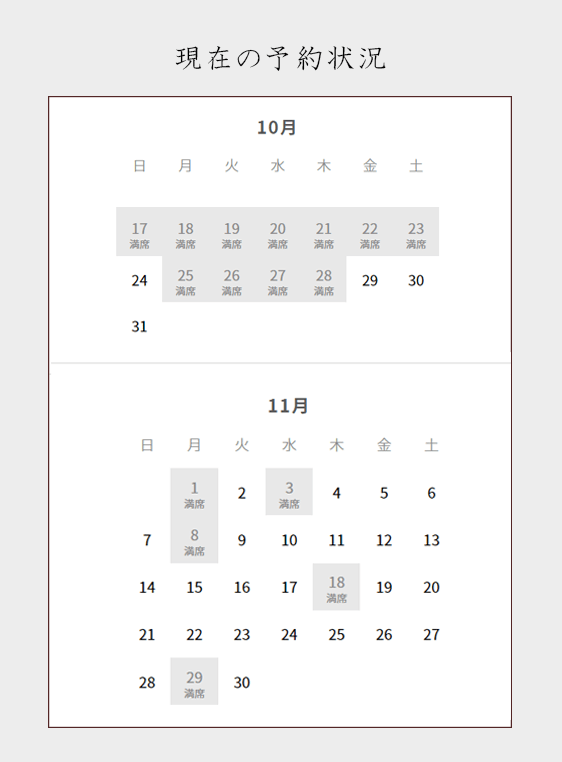 現在の予約状況
10月
日 月 火 水 木 金 土
17 18 19 20 21 22 23
満席 満席 満席 満席 満席 満席 満席
24 25 26 27 28 29 30
満席 満席 満席 満席
31
11月
日 月 火 水 木 金 土
1 2 3 4 5 6
満席 満席
7 8 9 10 11 12 13
満席
14 15 16 17 18 19 20
満席
21 22 23 24 25 26 27
28 29 30
満席